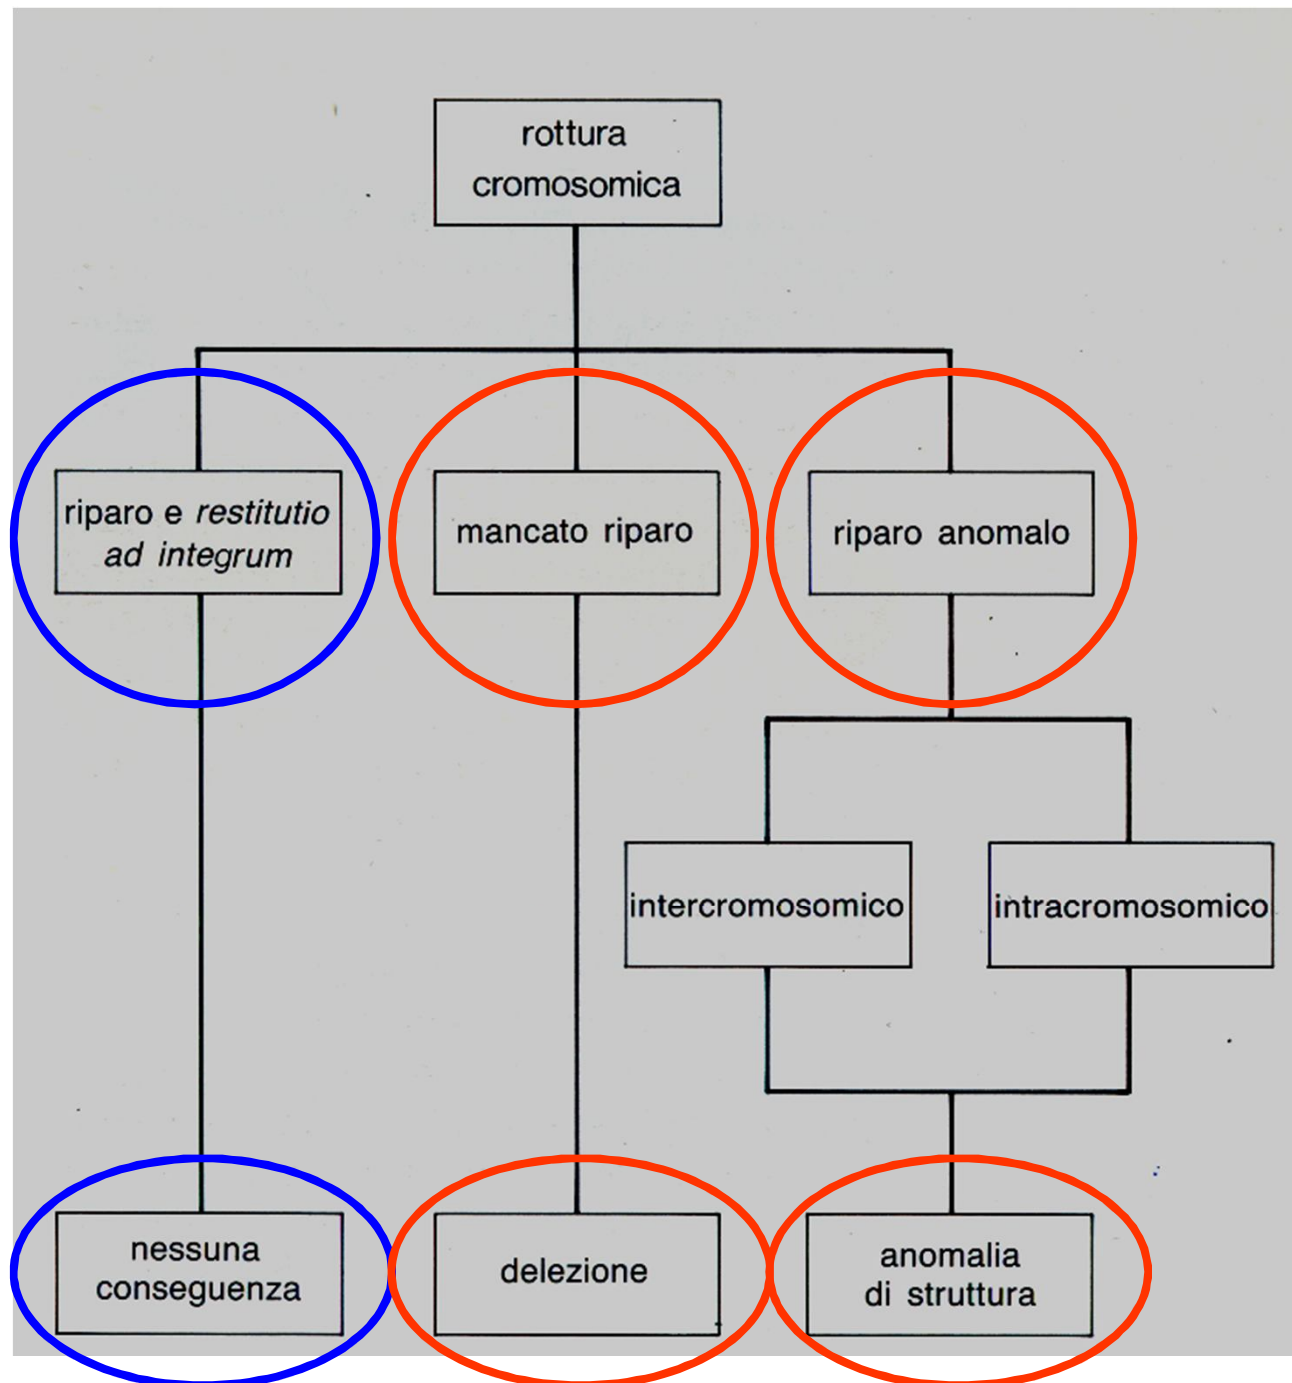 rottura
cromosomica
riparo e restitutio
ad integrum
mancato riparo
riparo anomalo
intercromosomico
intracromosomico
nessuna
conseguenza
delezione
anomalia
di struttura